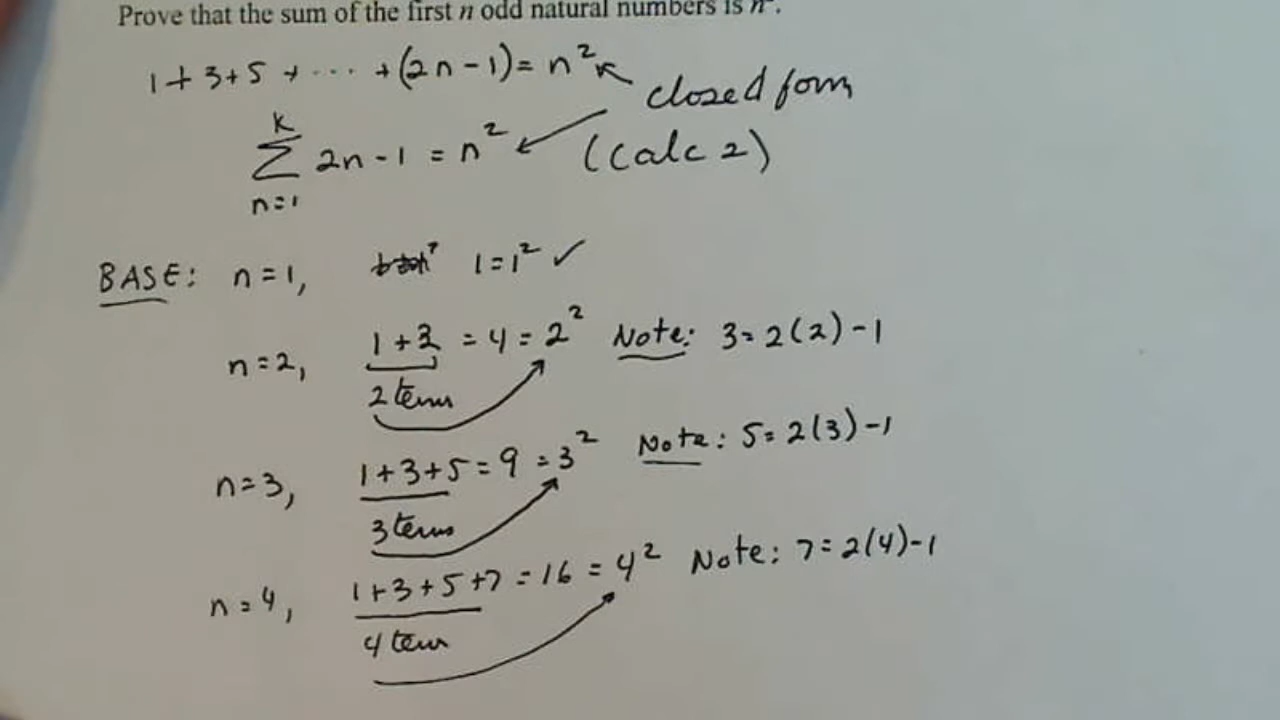 Prove that the sum of the first n odd natural numbers is n².
1 + 3 + 5 + ··· + (2n - 1) = n² closed form
K
∑ 2n - 1 = n² (calc 2)
n=1
BASE: n = 1, 1 = 1² ✓
n = 2, 1 + 3 = 4 = 2² Note: 3 = 2(2) - 1
2 terms
n = 3, 1 + 3 + 5 = 9 = 3² Note: 5 = 2(3) - 1
3 terms
n = 4, 1 + 3 + 5 + 7 = 16 = 4² Note: 7 = 2(4) - 1
4 term